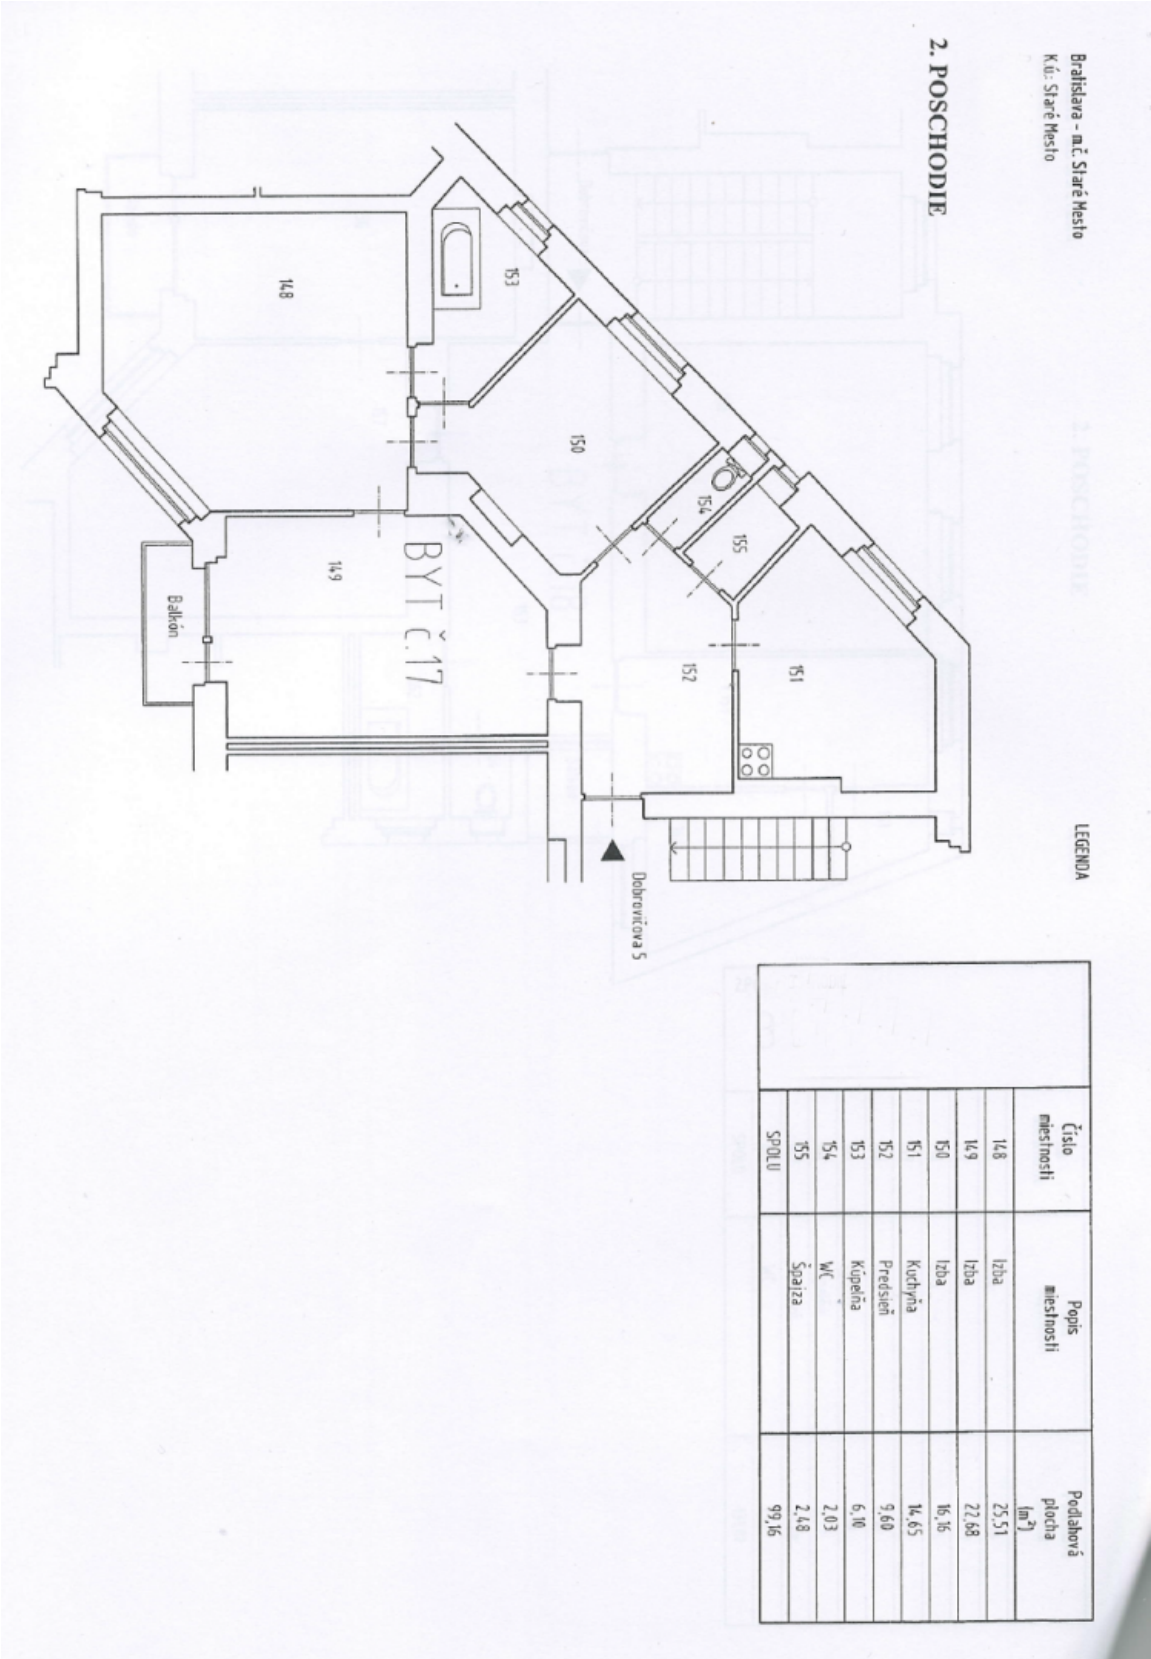 Bratislava - m.č. Staré Mesto
K.ú.: Staré Mesto
2. POSCHODIE
LEGENDA
Číslo miestnosti Popis miestnosti Podlahová plocha (m²)
148 Izba 25,51
149 Izba 22,68
150 Izba 16,16
151 Kuchyňa 14,65
152 Predsieň 9,60
153 Kúpelňa 6,10
154 WC 2,03
155 Špajza 2,48
SPOLU 99,16
153
148
150
154
155
151
152
149
BYT č.17
Balkón
Dobrovičova 5